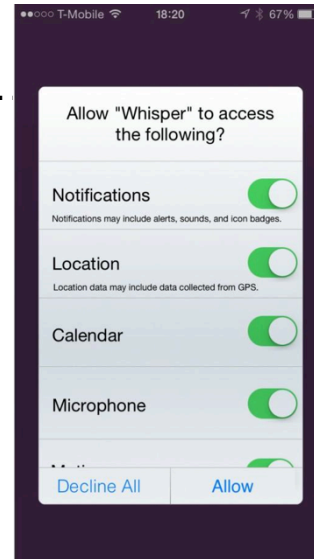 T-Mobile 18:20 67%
Allow "Whisper" to access
the following?
Notifications
Notifications may include alerts, sounds, and icon badges.
Location
Location data may include data collected from GPS.
Calendar
Microphone
Decline All Allow